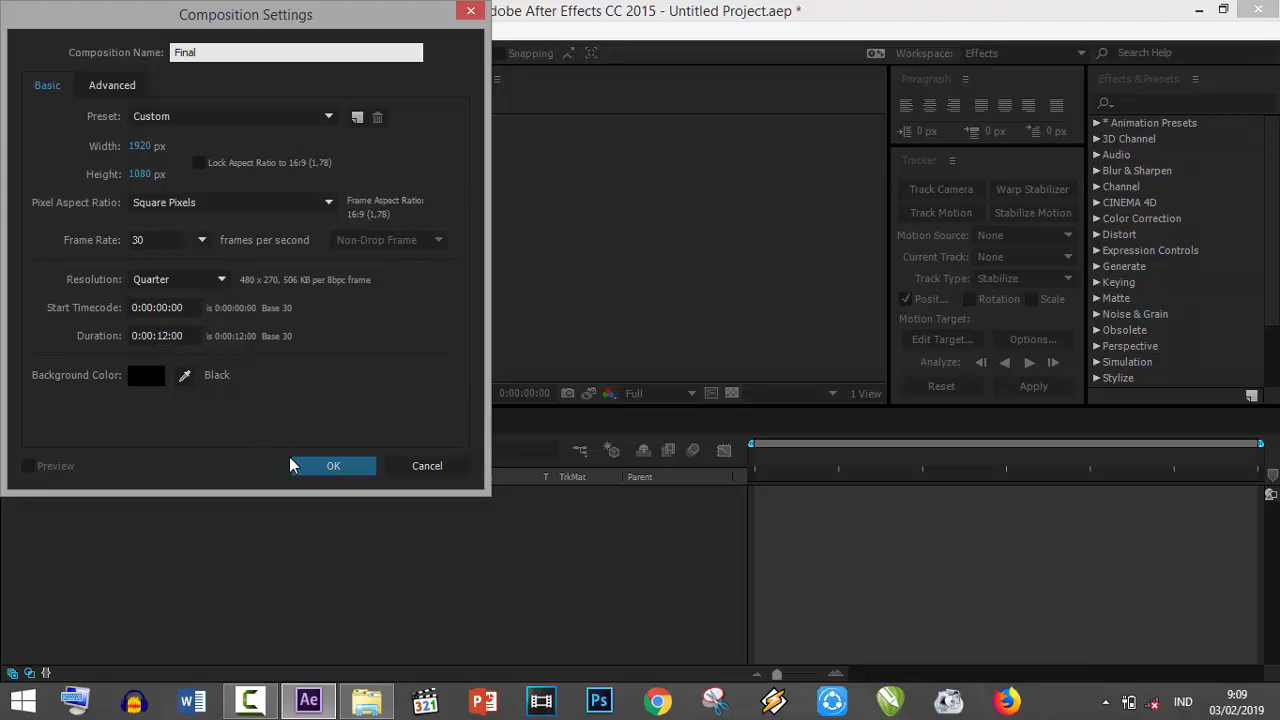 Composition Settings
dobe After Effects CC 2015 - Untitled Project.aep *
Composition Name: Final
Snapping
Workspace: Effects
Search Help
Basic
Advanced
Paragraph
Effects & Presets
Preset: Custom
0 px
0 px
0 px
* Animation Presets
3D Channel
Audio
Blur & Sharpen
Channel
CINEMA 4D
Color Correction
Distort
Expression Controls
Generate
Keying
Matte
Noise & Grain
Obsolete
Perspective
Simulation
Stylize
Width: 1920 px
Lock Aspect Ratio to 16:9 (1,78)
Height: 1080 px
Pixel Aspect Ratio: Square Pixels
Frame Aspect Ratio:
16:9 (1,78)
Frame Rate: 30 frames per second Non-Drop Frame
Resolution: Quarter 480 x 270, 506 KB per 8bpc frame
Start Timecode: 0:00:00:00 is 0:00:00:00 Base 30
Duration: 0:00:12:00 is 0:00:12:00 Base 30
Background Color: Black
Preview
OK
Cancel
Tracker
Track Camera
Warp Stabilizer
Track Motion
Stabilize Motion
Motion Source: None
Current Track: None
Track Type: Stabilize
Posit... Rotation Scale
Motion Target:
Edit Target... Options...
Analyze:
Reset
Apply
0:00:00:00
Full
1 View
T TrkMat
Parent
321
Ps
Ae
IND
9:09
03/02/2019